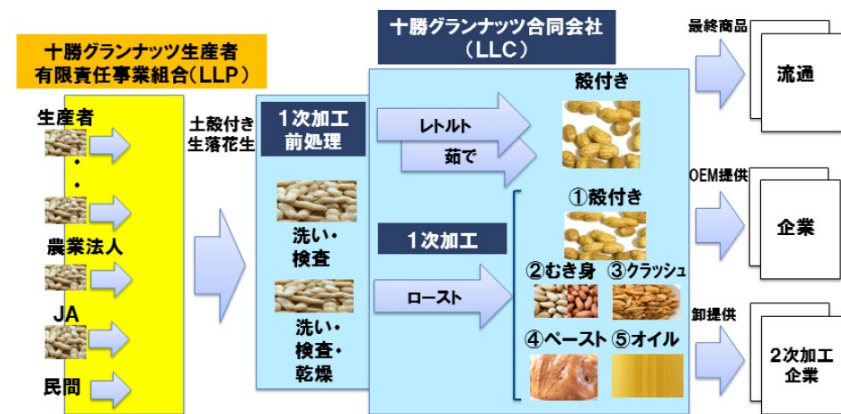 十勝グランナッツ生産者
有限責任事業組合(LLP)
生産者
・
・
農業法人
JA
民間
土殻付き
生落花生
十勝グランナッツ合同会社
(LLC)
1次加工
前処理
洗い・
検査
洗い・
検査・
乾燥
レトルト
茹で
1次加工
ロースト
殻付き
①殻付き
②むき身
③クラッシュ
④ペースト
⑤オイル
最終商品
流通
OEM提供
企業
卸提供
2次加工
企業